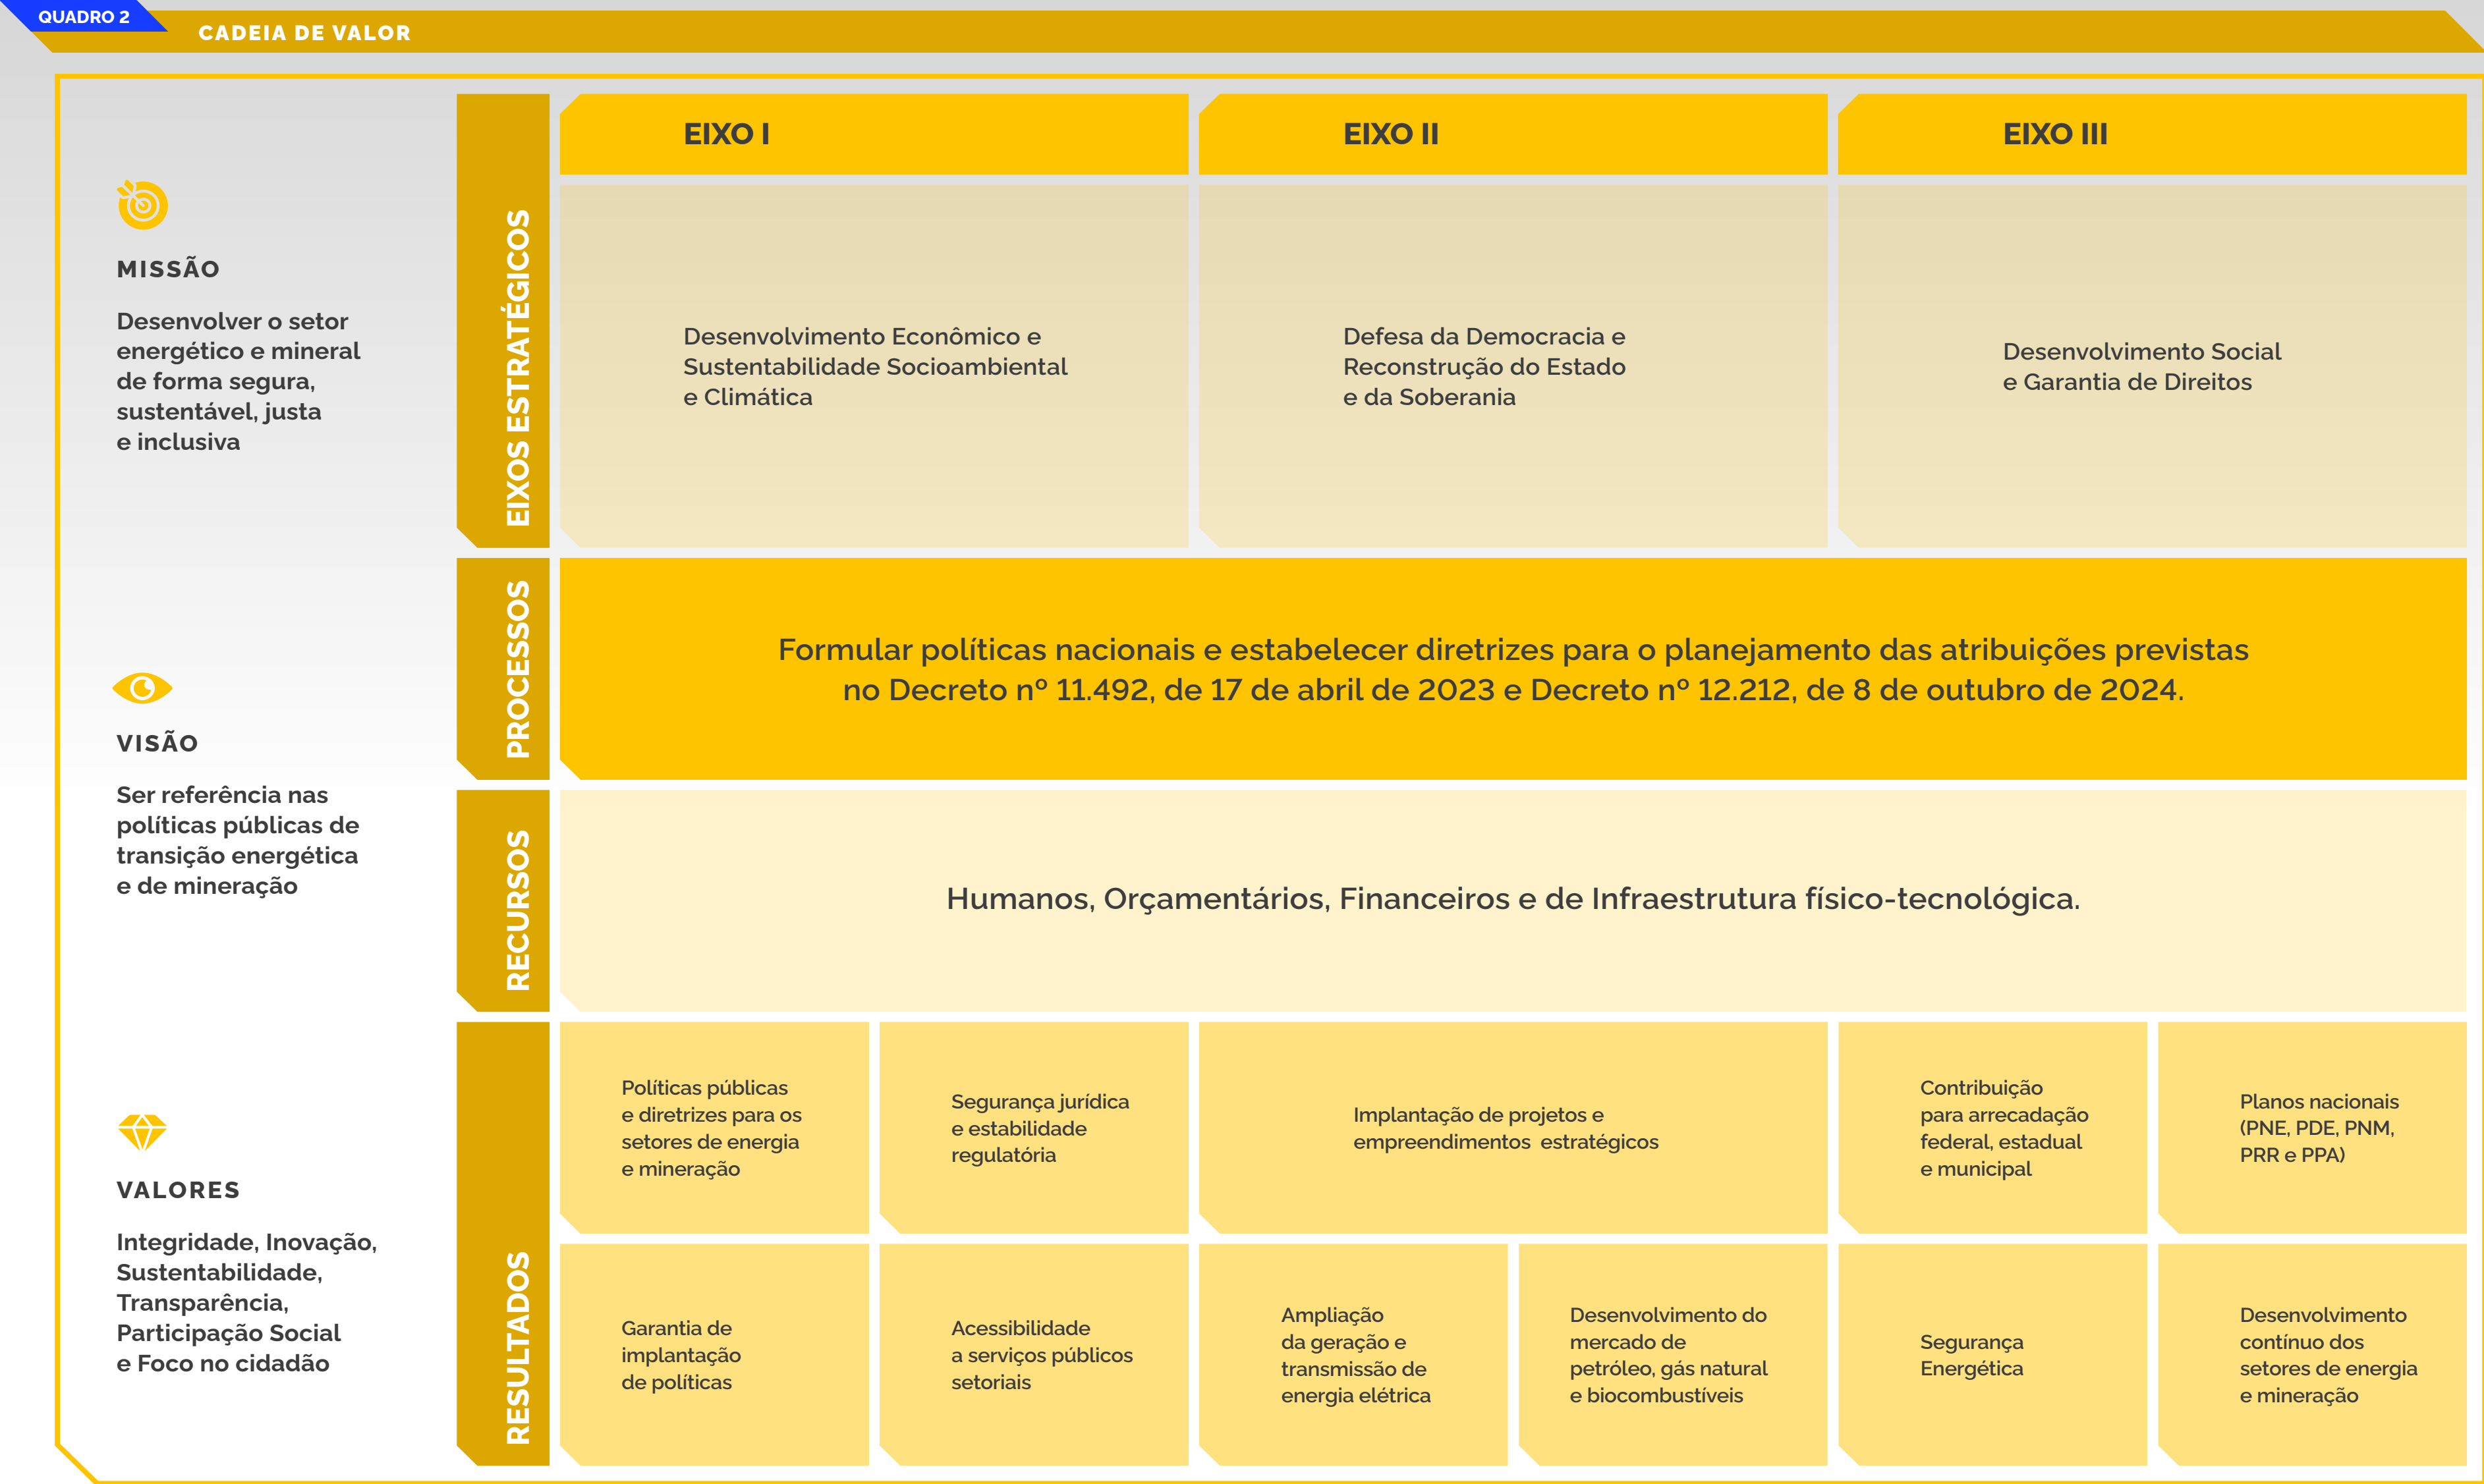 QUADRO 2
CADEIA DE VALOR
MISSÃO
Desenvolver o setor
energético e mineral
de forma segura,
sustentável, justa
e inclusiva
VISÃO
Ser referência nas
políticas públicas de
transição energética
e de mineração
VALORES
Integridade, Inovação,
Sustentabilidade,
Transparência,
Participação Social
e Foco no cidadão
EIXOS ESTRATÉGICOS
EIXO I
Desenvolvimento Econômico e
Sustentabilidade Socioambiental
e Climática
EIXO II
Defesa da Democracia e
Reconstrução do Estado
e da Soberania
EIXO III
Desenvolvimento Social
e Garantia de Direitos
PROCESSOS
Formular políticas nacionais e estabelecer diretrizes para o planejamento das atribuições previstas
no Decreto nº 11.492, de 17 de abril de 2023 e Decreto nº 12.212, de 8 de outubro de 2024.
RECURSOS
Humanos, Orçamentários, Financeiros e de Infraestrutura físico-tecnológica.
RESULTADOS
Políticas públicas
e diretrizes para os
setores de energia
e mineração
Segurança jurídica
e estabilidade
regulatória
Implantação de projetos e
empreendimentos estratégicos
Contribuição
para arrecadação
federal, estadual
e municipal
Planos nacionais
(PNE, PDE, PNM,
PRR e PPA)
Garantia de
implantação
de políticas
Acessibilidade
a serviços públicos
setoriais
Ampliação
da geração e
transmissão de
energia elétrica
Desenvolvimento do
mercado de
petróleo, gás natural
e biocombustíveis
Segurança
Energética
Desenvolvimento
contínuo dos
setores de energia
e mineração